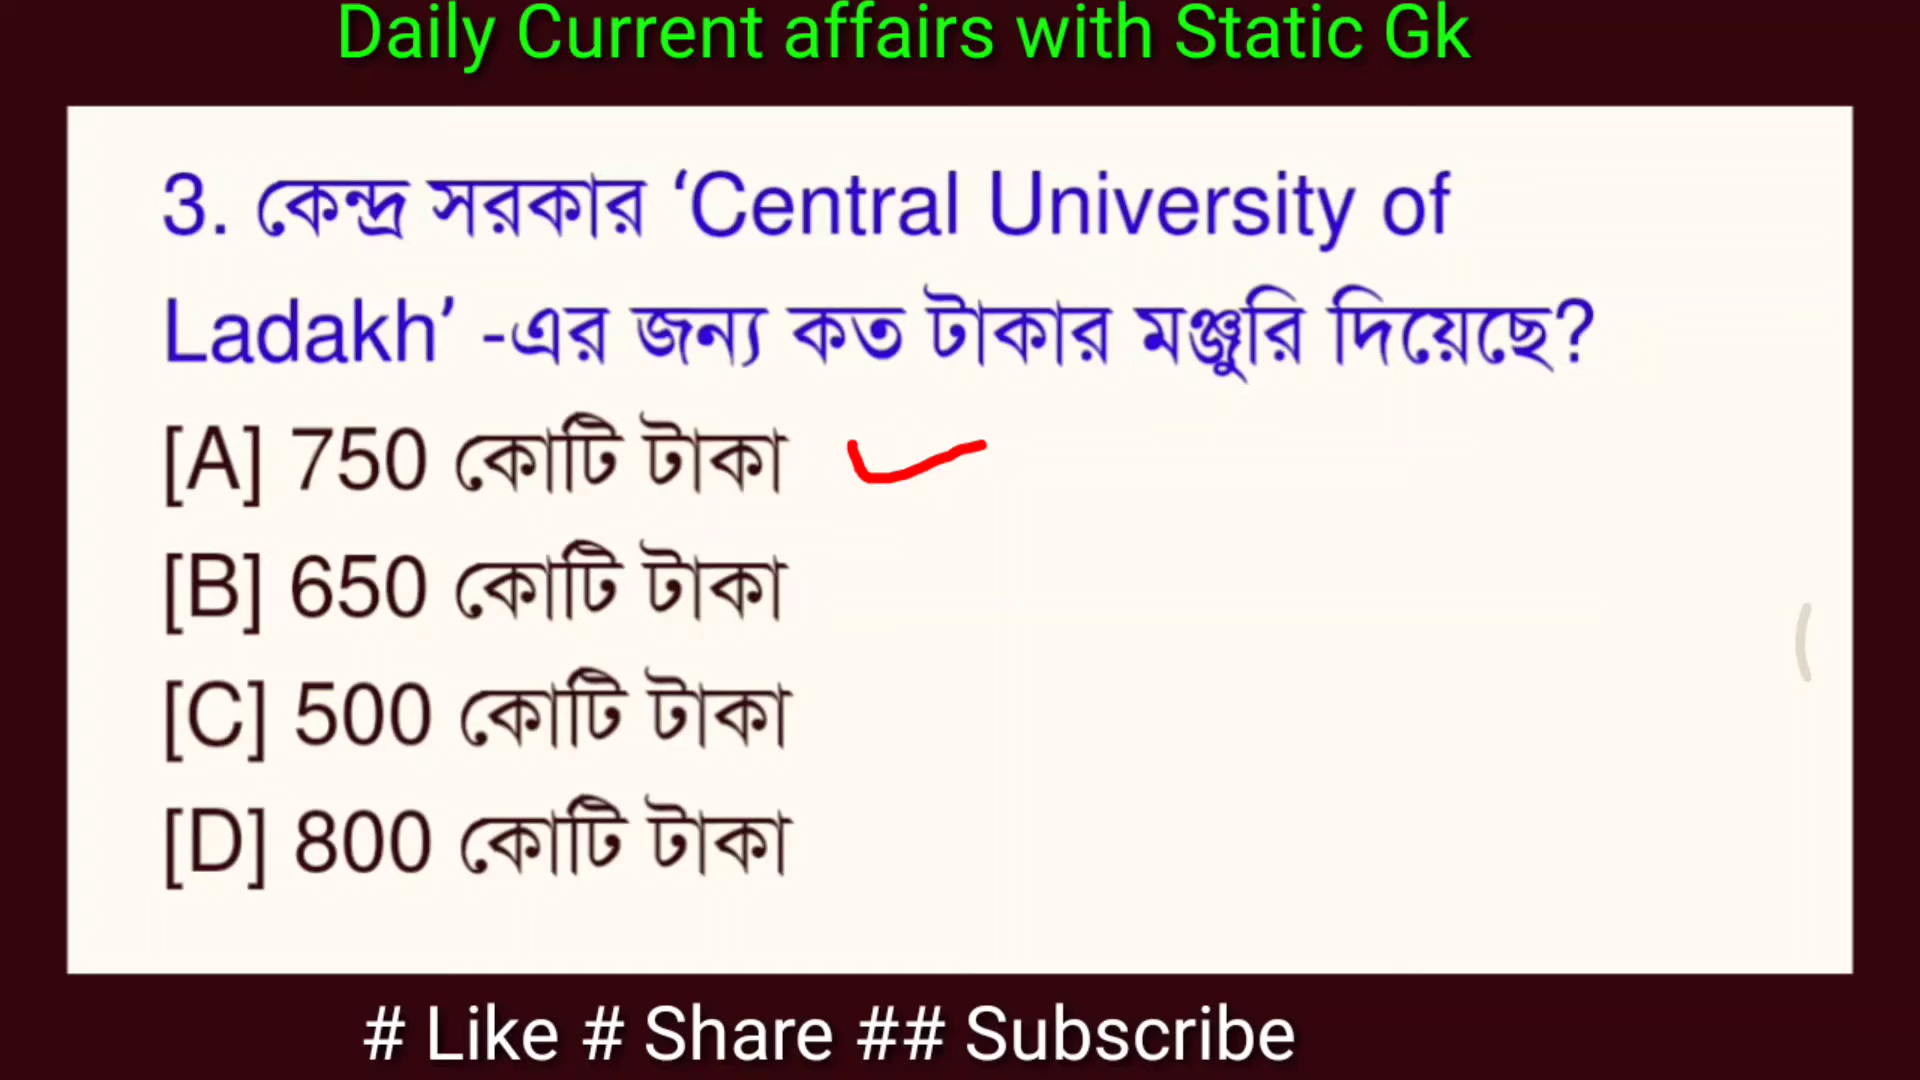 Daily Current affairs with Static Gk
3. কেন্দ্র সরকার ‘Central University of
Ladakh’ -এর জন্য কত টাকার মঞ্জুরি দিয়েছে?
[A] 750 কোটি টাকা
[B] 650 কোটি টাকা
[C] 500 কোটি টাকা
[D] 800 কোটি টাকা
# Like # Share ## Subscribe